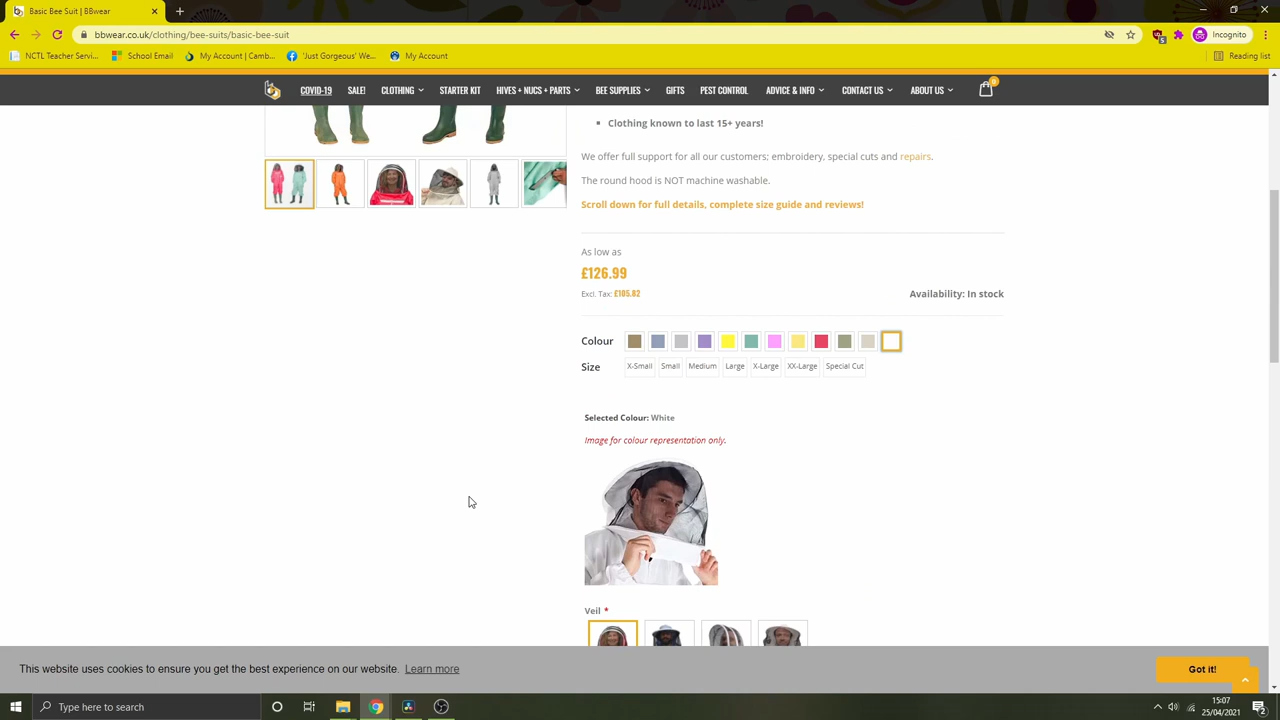 Basic Bee Suit | BBwear
bbwear.co.uk/clothing/bee-suits/basic-bee-suit
Incognito
NCTL Teacher Servi...
School Email
My Account | Camb...
'Just Gorgeous' We...
My Account
Reading list
COVID-19
SALE!
CLOTHING
STARTER KIT
HIVES + NUCS + PARTS
BEE SUPPLIES
GIFTS
PEST CONTROL
ADVICE & INFO
CONTACT US
ABOUT US
0
Clothing known to last 15+ years!
We offer full support for all our customers; embroidery, special cuts and repairs.
The round hood is NOT machine washable.
Scroll down for full details, complete size guide and reviews!
As low as
£126.99
Excl. Tax: £105.82
Availability: In stock
Colour
Size
X-Small
Small
Medium
Large
X-Large
XX-Large
Special Cut
Selected Colour: White
Image for colour representation only.
Veil *
This website uses cookies to ensure you get the best experience on our website. Learn more
Got it!
Type here to search
15:07
25/04/2021